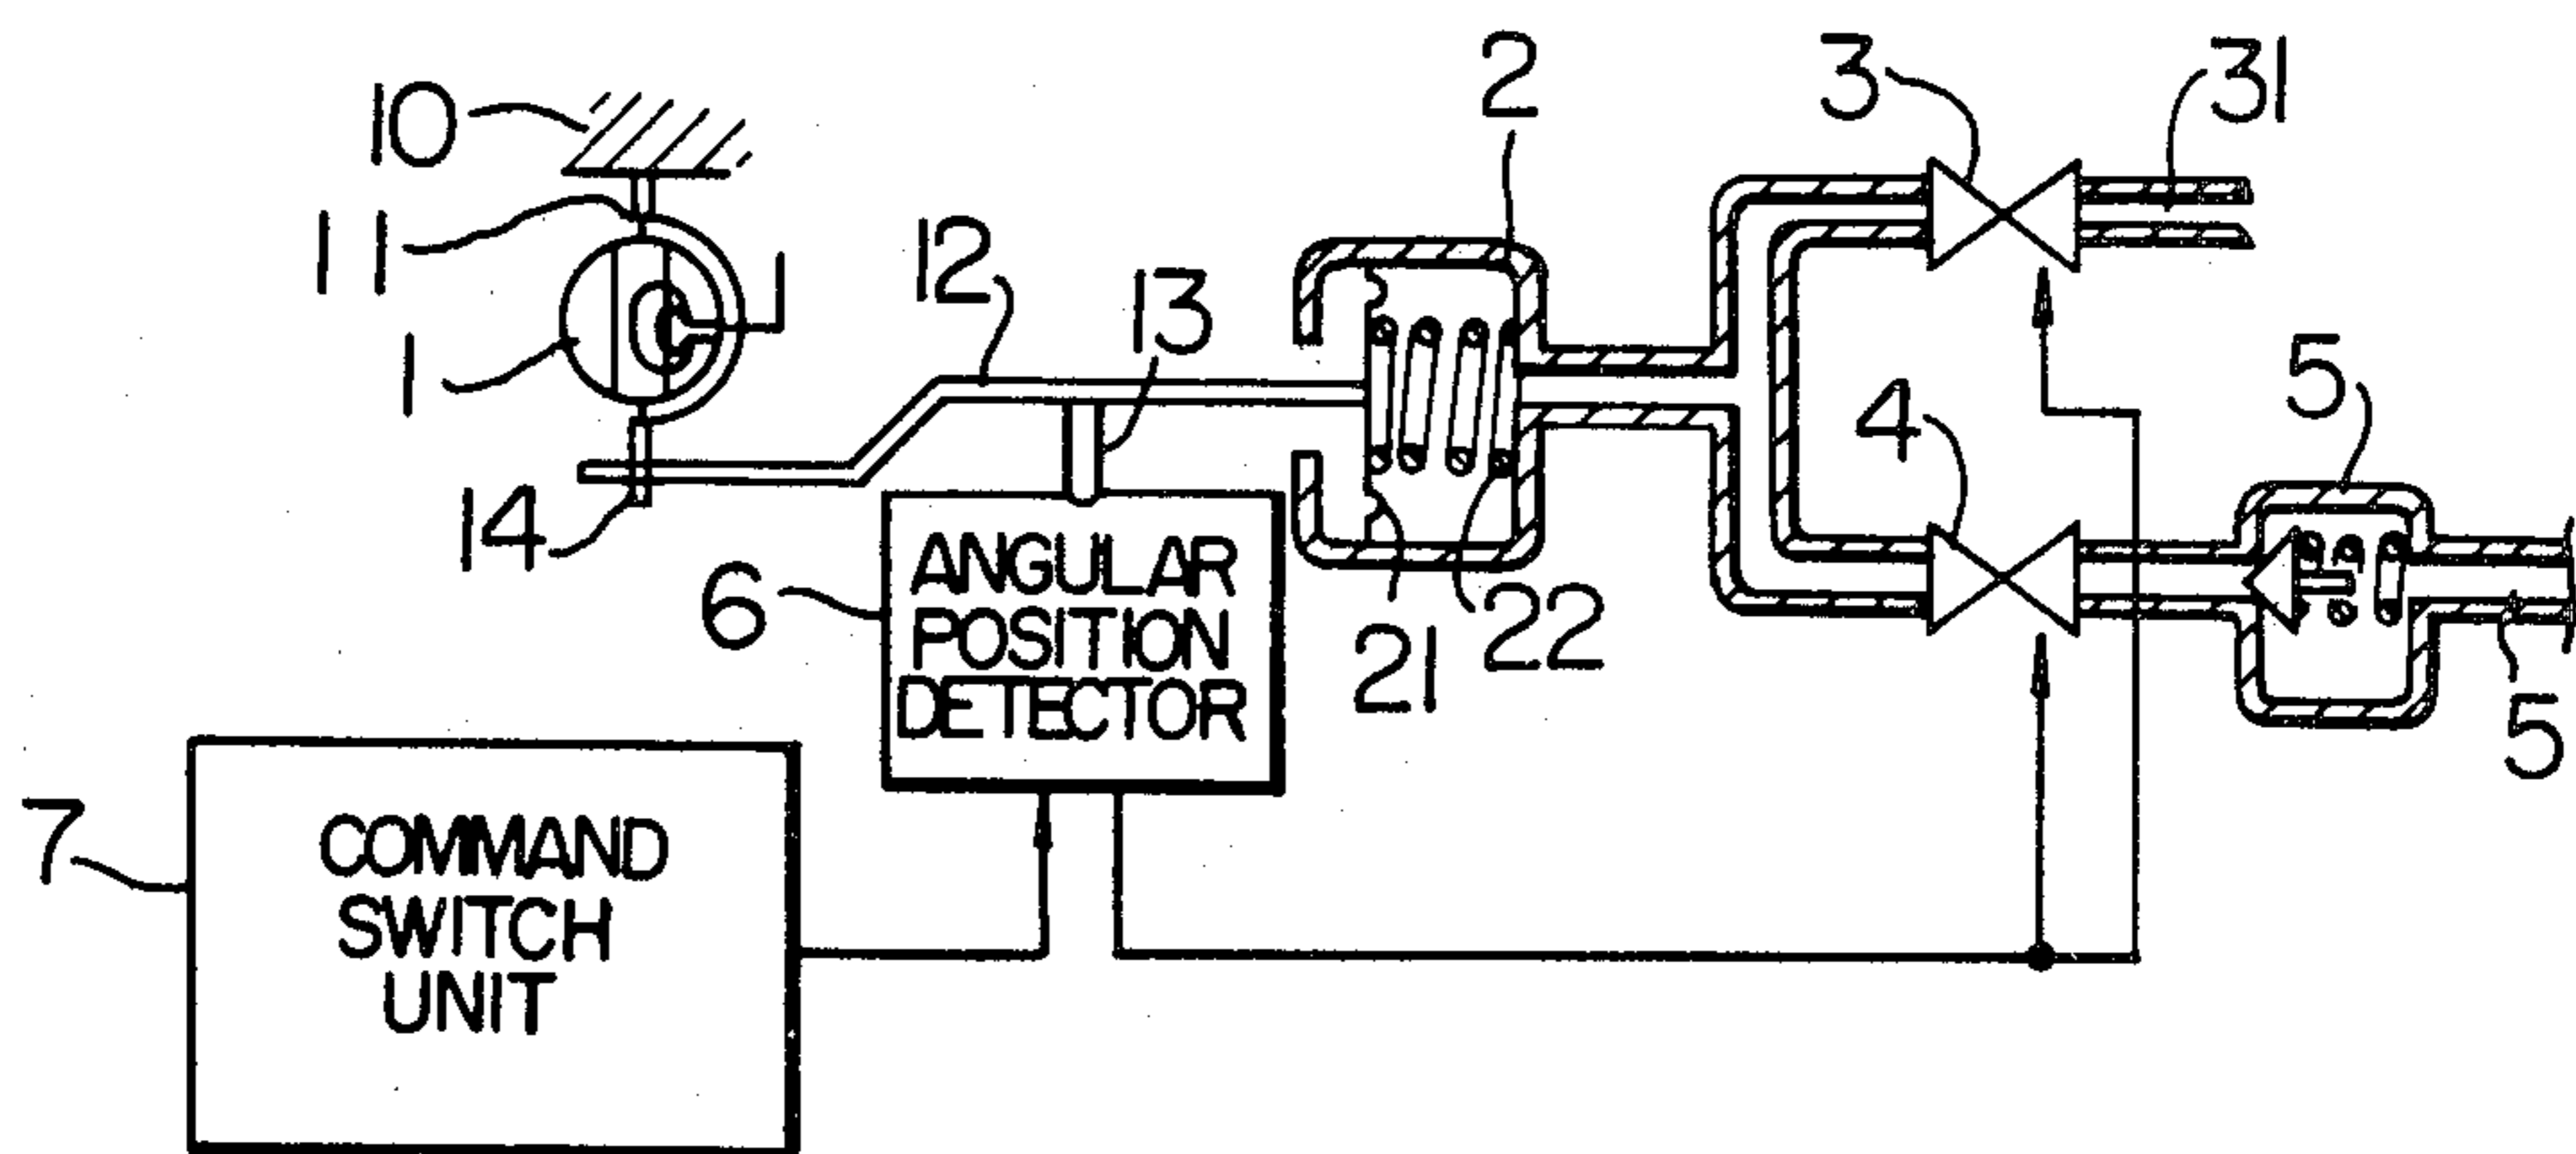 10
11
1
12
13
14
2
21
22
3
31
4
5
5
6
ANGULAR
POSITION
DETECTOR
7
COMMAND
SWITCH
UNIT